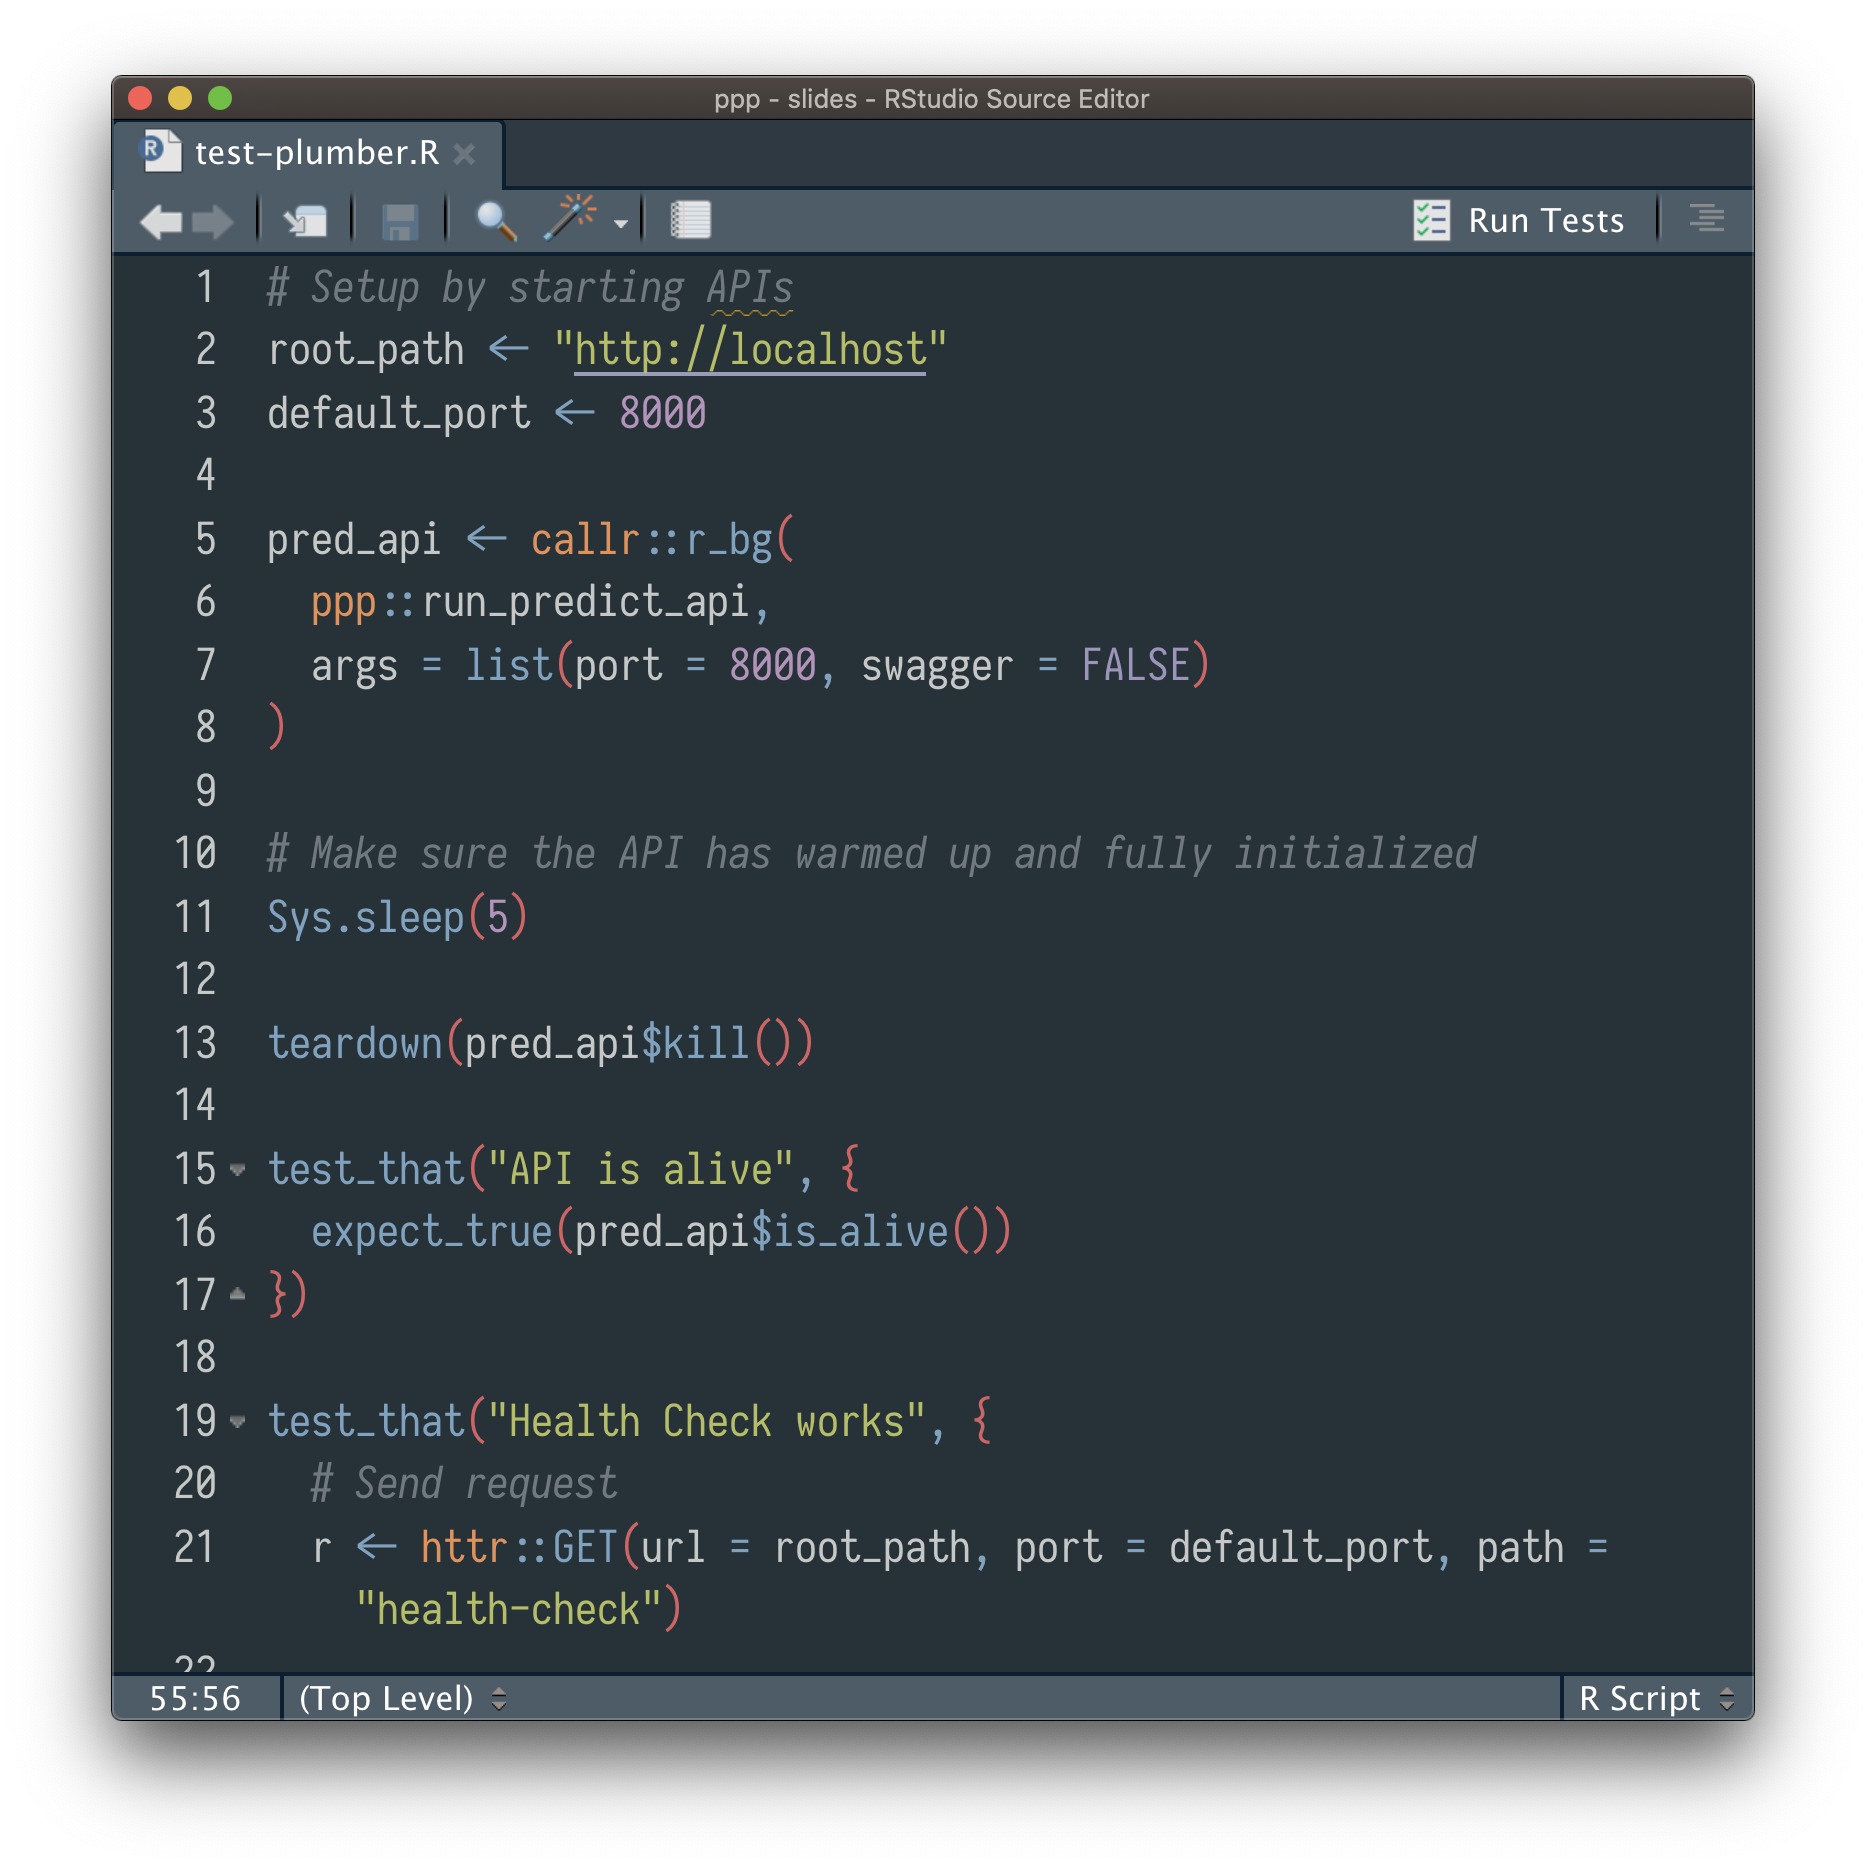 ppp - slides - RStudio Source Editor
R test-plumber.R
Run Tests
1 # Setup by starting APIs
2 root_path <- "http://localhost"
3 default_port <- 8000
4
5 pred_api <- callr::r_bg(
6   ppp::run_predict_api,
7   args = list(port = 8000, swagger = FALSE)
8 )
9
10 # Make sure the API has warmed up and fully initialized
11 Sys.sleep(5)
12
13 teardown(pred_api$kill())
14
15 test_that("API is alive", {
16   expect_true(pred_api$is_alive())
17 })
18
19 test_that("Health Check works", {
20   # Send request
21   r <- httr::GET(url = root_path, port = default_port, path =
"health-check")
22
55:56 (Top Level) R Script